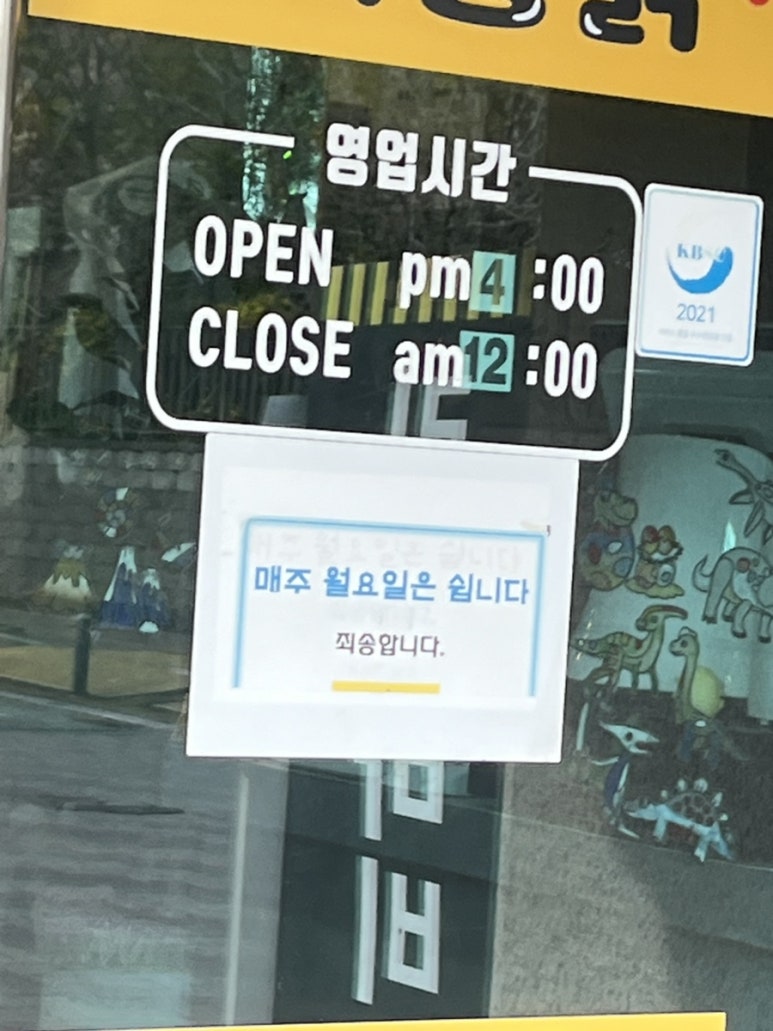 영업시간
OPEN pm4:00
CLOSE am12:00
2021
매주 월요일은 쉽니다
죄송합니다.